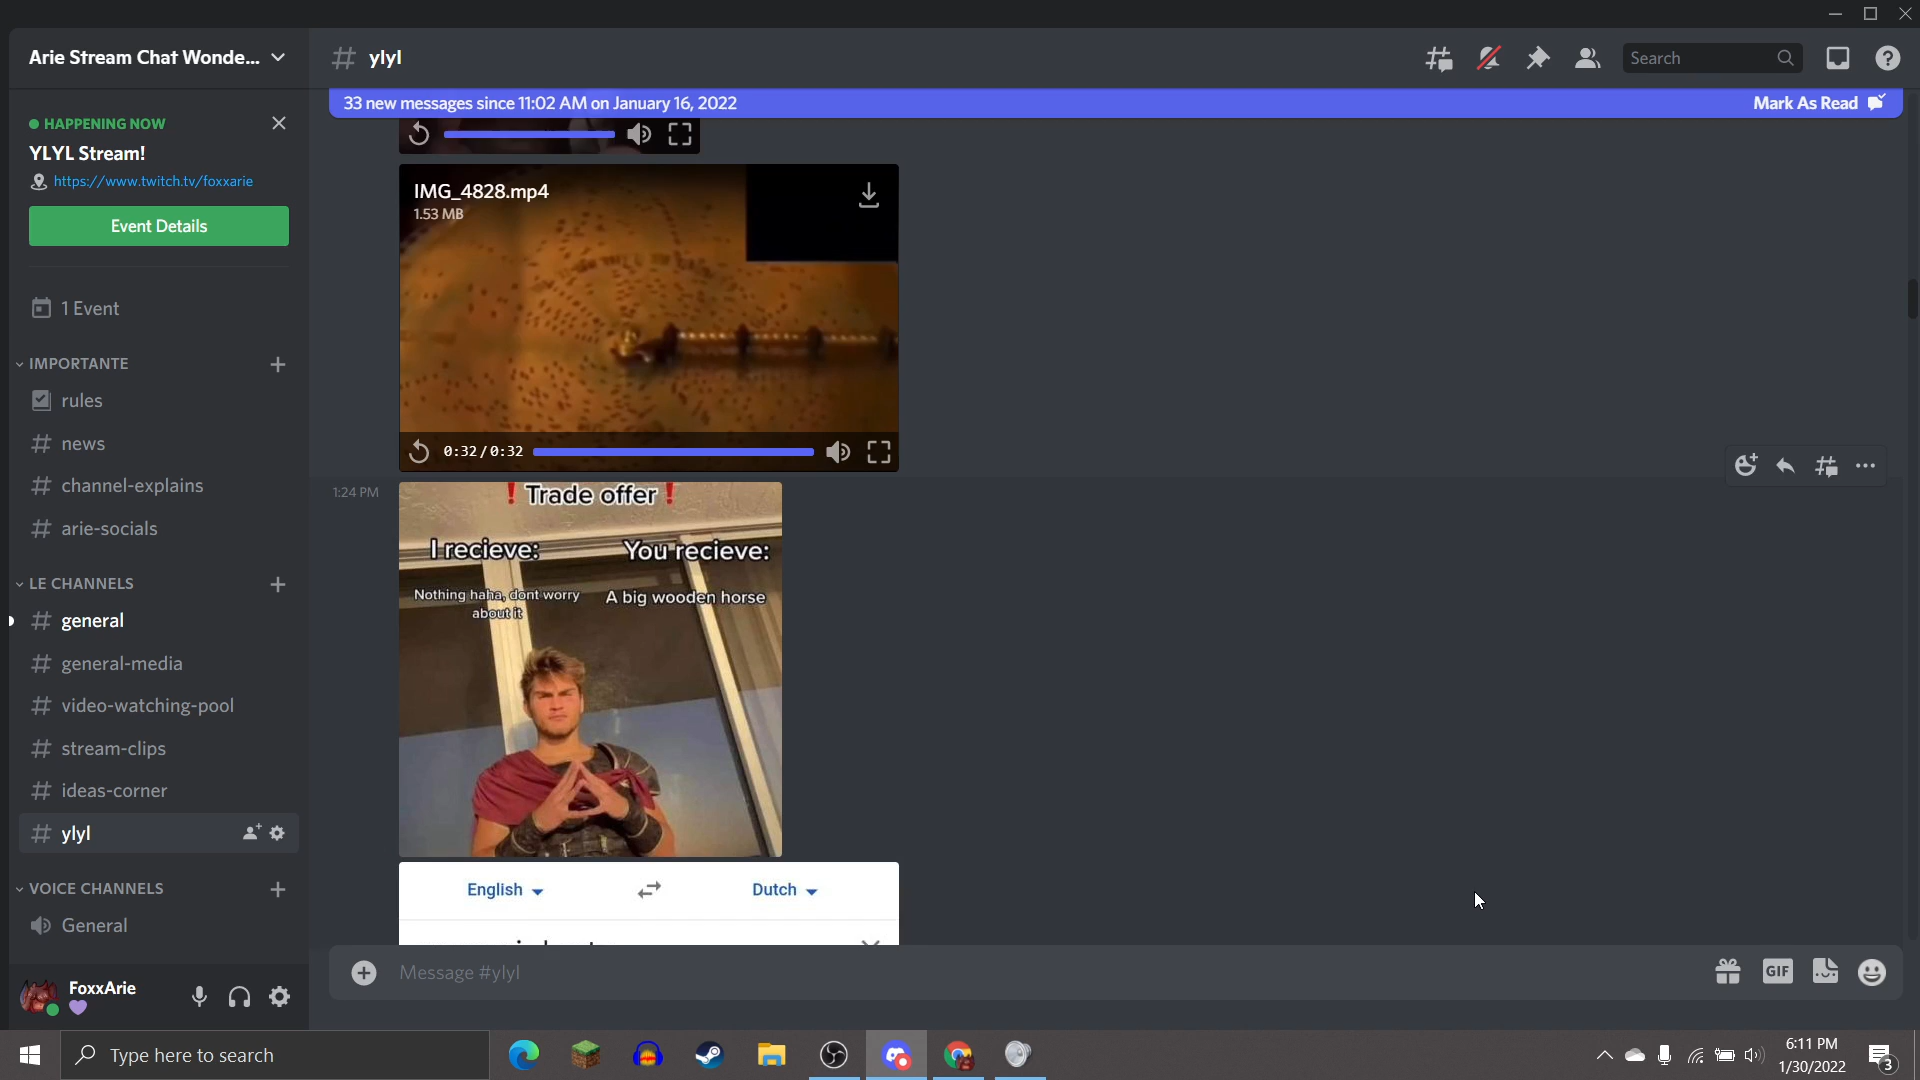 Arie Stream Chat Wonde...
ylyl
Search
33 new messages since 11:02 AM on January 16, 2022
Mark As Read
HAPPENING NOW
YLYL Stream!
https://www.twitch.tv/foxxarie
Event Details
1 Event
IMPORTANTE
rules
news
channel-explains
arie-socials
LE CHANNELS
general
general-media
video-watching-pool
stream-clips
ideas-corner
ylyl
VOICE CHANNELS
General
FoxxArie
IMG_4828.mp4
1.53 MB
0:32/0:32
1:24 PM
❗Trade offer❗
I recieve:
You recieve:
Nothing haha, dont worry
about it
A big wooden horse
English
Dutch
Message #ylyl
GIF
Type here to search
6:11 PM
1/30/2022
3